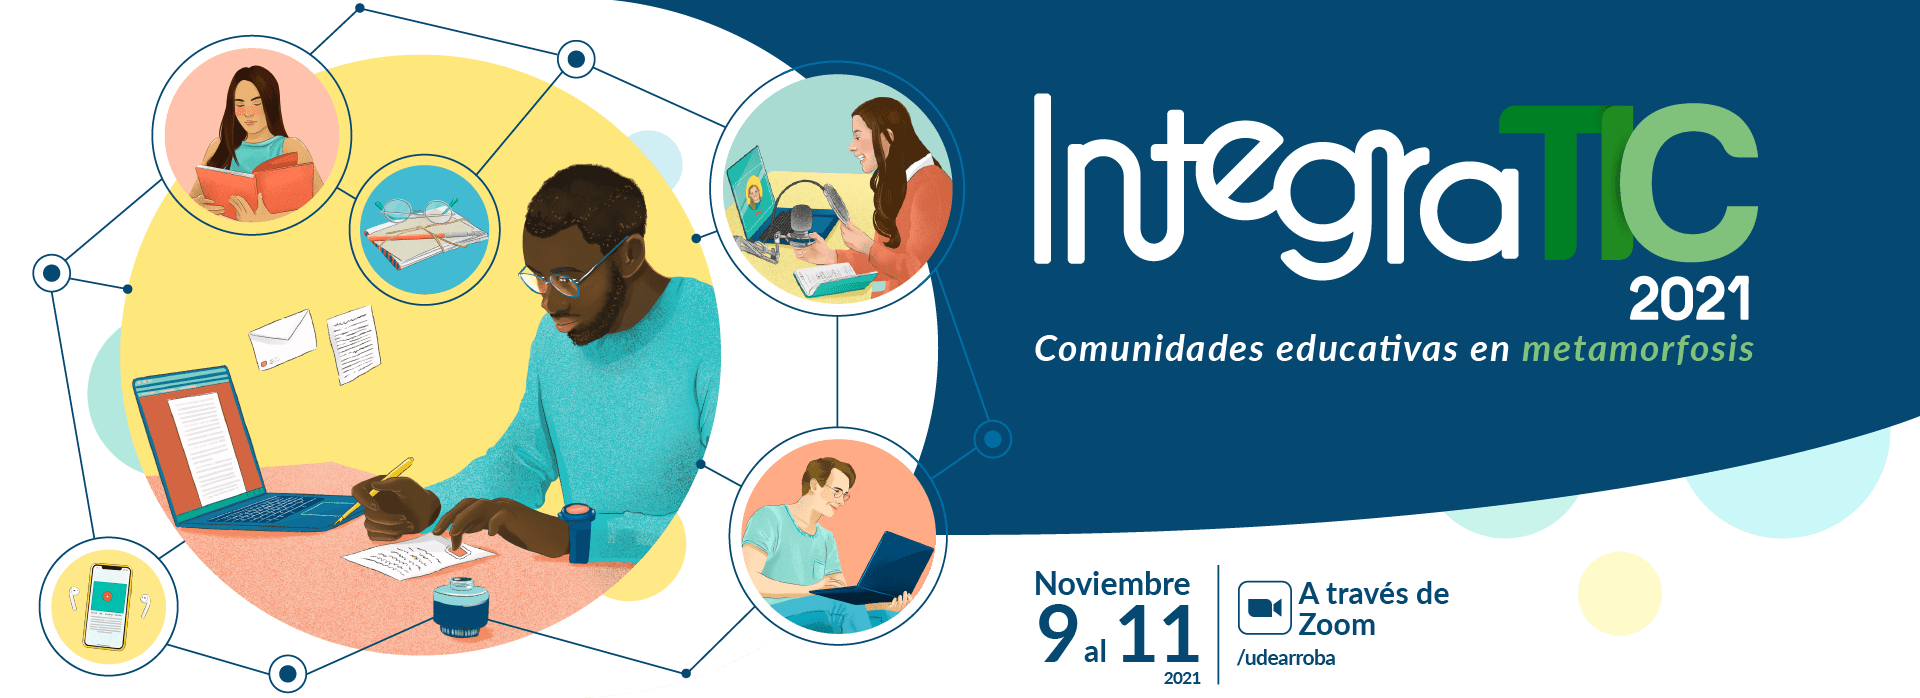 IntegraTIC
2021
Comunidades educativas en metamorfosis
Noviembre
9 al 11
2021
A través de
Zoom
/udearroba